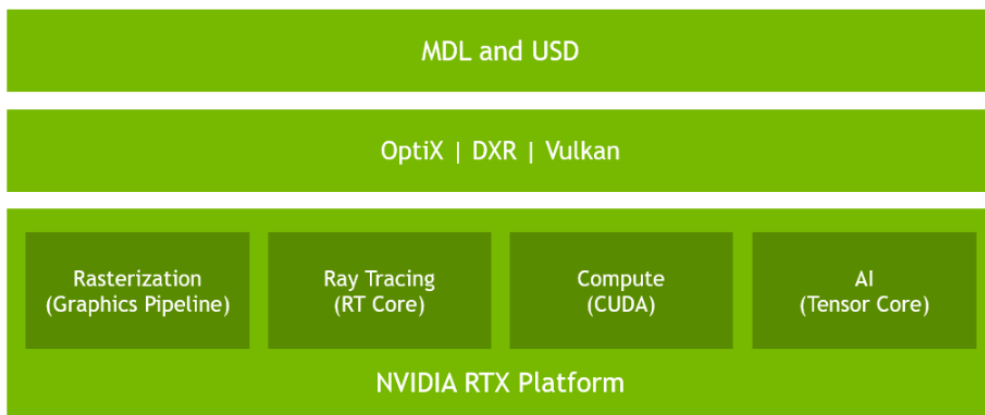 MDL and USD
OptiX | DXR | Vulkan
Rasterization
(Graphics Pipeline)
Ray Tracing
(RT Core)
Compute
(CUDA)
AI
(Tensor Core)
NVIDIA RTX Platform